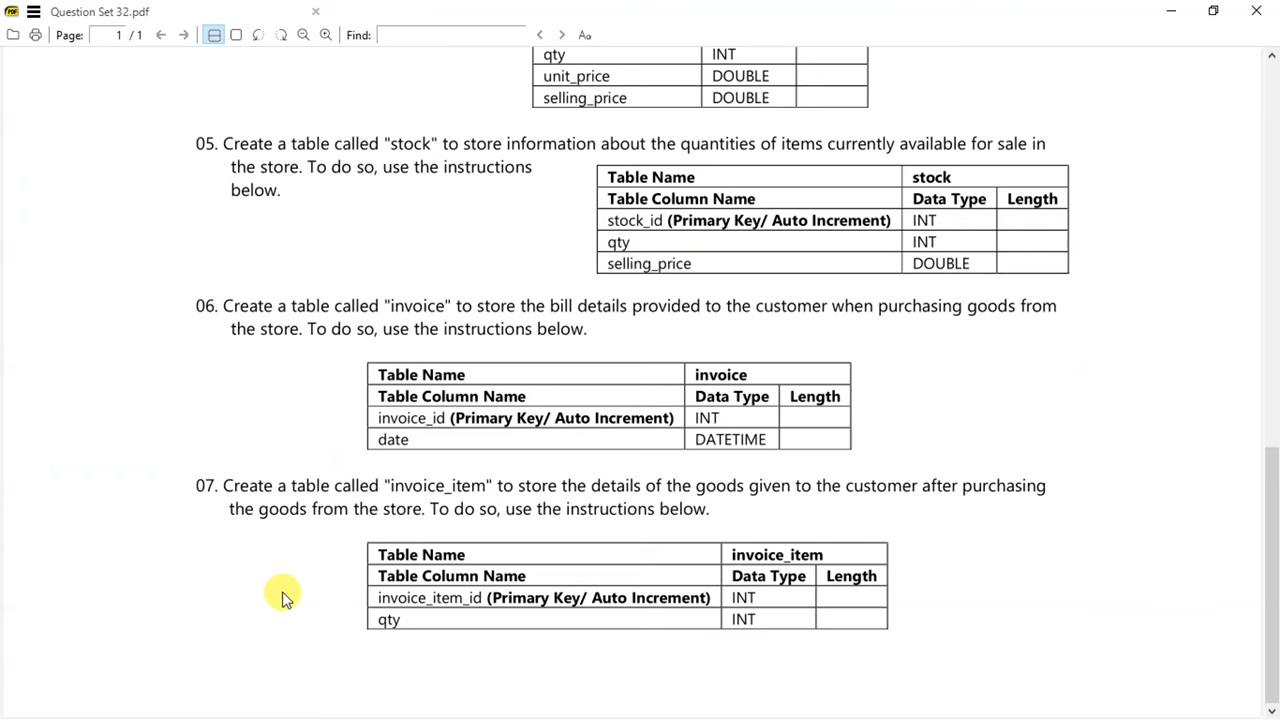 PDF
Question Set 32.pdf
Page: 1 / 1 Find: Aa
qty INT
unit_price DOUBLE
selling_price DOUBLE
05. Create a table called "stock" to store information about the quantities of items currently available for sale in
the store. To do so, use the instructions
below.
Table Name stock
Table Column Name Data Type Length
stock_id (Primary Key/ Auto Increment) INT
qty INT
selling_price DOUBLE
06. Create a table called "invoice" to store the bill details provided to the customer when purchasing goods from
the store. To do so, use the instructions below.
Table Name invoice
Table Column Name Data Type Length
invoice_id (Primary Key/ Auto Increment) INT
date DATETIME
07. Create a table called "invoice_item" to store the details of the goods given to the customer after purchasing
the goods from the store. To do so, use the instructions below.
Table Name invoice_item
Table Column Name Data Type Length
invoice_item_id (Primary Key/ Auto Increment) INT
qty INT